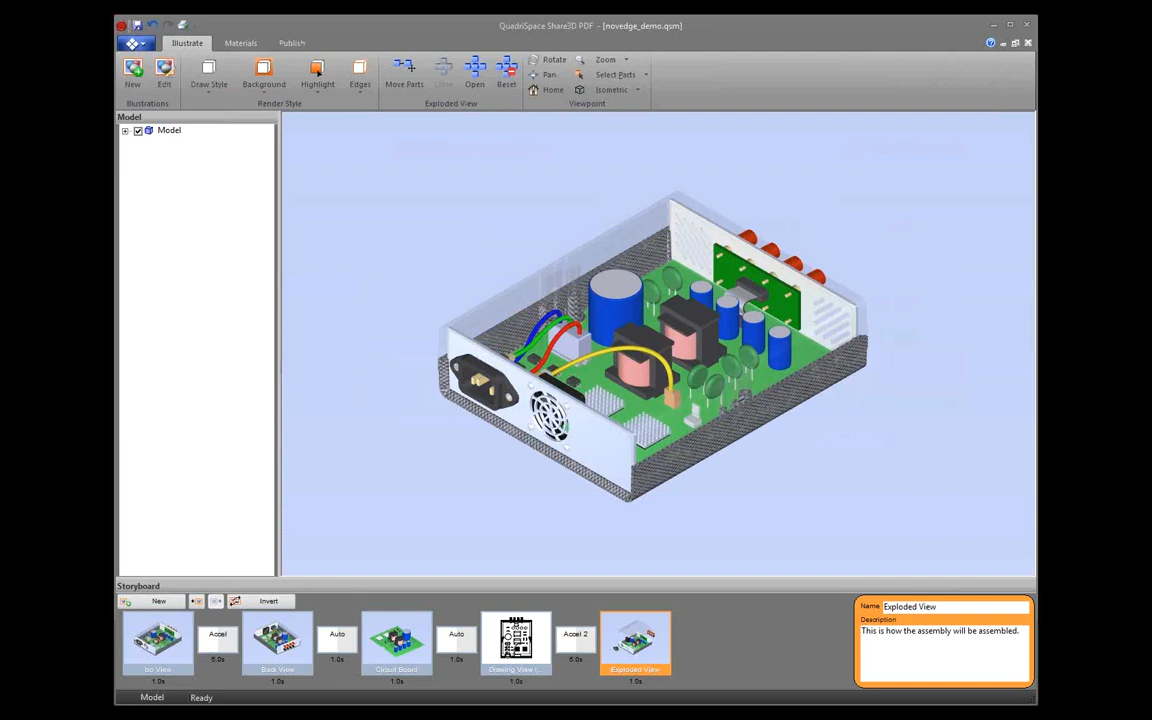 QuadriSpace Share3D PDF - [novedge_demo.qsm]
Illustrate Materials Publish
New Edit Draw Style Background Highlight Edges Move Parts Open Reset Rotate Zoom
Pan Select Parts
Home Isometric
Illustrations Render Style Exploded View Viewpoint
Model
Model
Storyboard
New Invert
Accel Auto Auto Accel 2
5.0s 1.0s 1.0s 5.0s
Iso View Back View Circuit Board Drawing View Exploded View
1.0s 1.0s 1.0s 1.0s 1.0s
Name Exploded View
Description
This is how the assembly will be assembled.
Model Ready